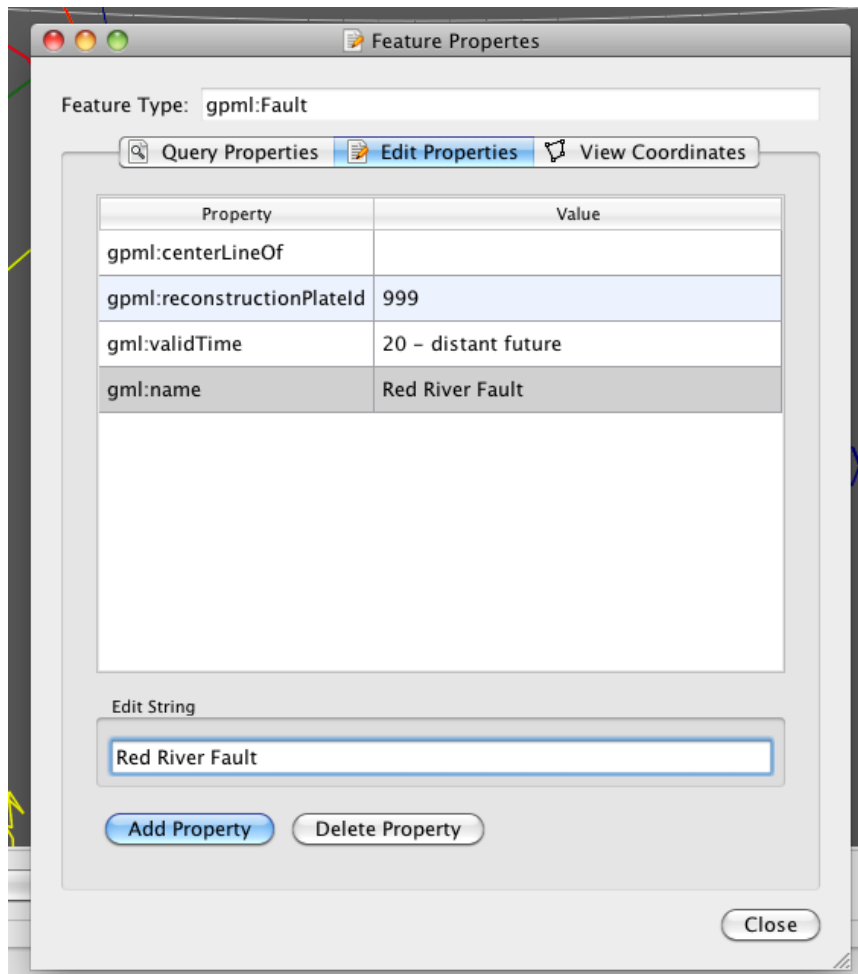 Feature Propertes
Feature Type: gpml:Fault
Query Properties Edit Properties View Coordinates
Property Value
gpml:centerLineOf
gpml:reconstructionPlateId 999
gml:validTime 20 – distant future
gml:name Red River Fault
Edit String
Red River Fault
Add Property Delete Property
Close